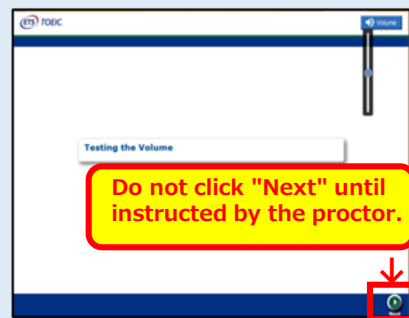 ETS TOEIC.
Volume
Testing the Volume
Do not click "Next" until
instructed by the proctor.
Next